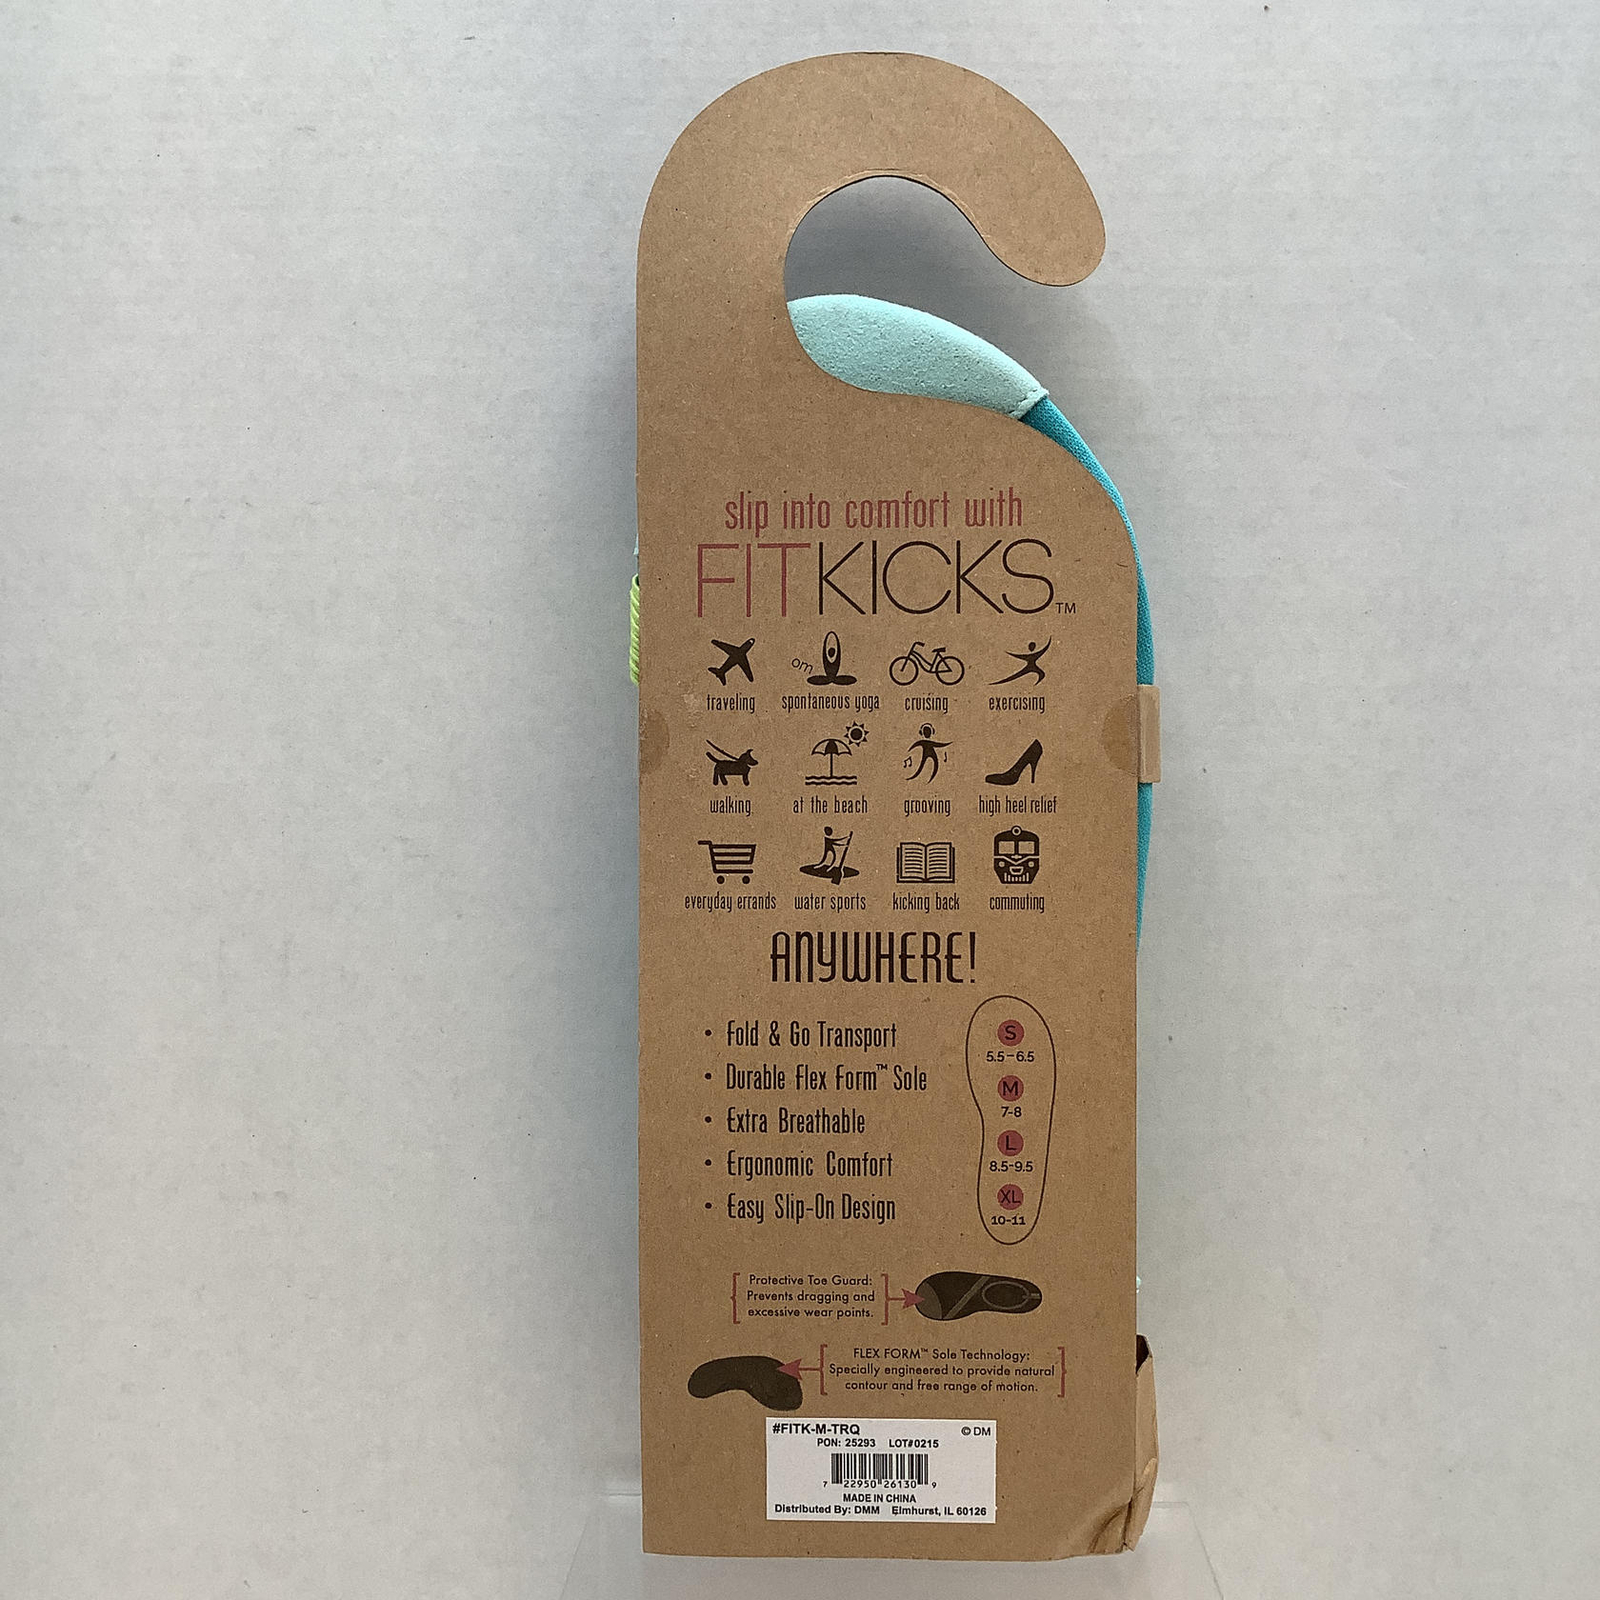 slip into comfort with
FITKICKS™
om
traveling spontaneous yoga cruising exercising
walking at the beach grooving high heel relief
everyday errands water sports kicking back commuting
ANYWHERE!
• Fold & Go Transport
• Durable Flex Form™ Sole
• Extra Breathable
• Ergonomic Comfort
• Easy Slip-On Design
S
5.5-6.5
M
7-8
L
8.5-9.5
XL
10-11
Protective Toe Guard:
Prevents dragging and
excessive wear points.
FLEX FORM™ Sole Technology:
Specially engineered to provide natural
contour and free range of motion.
#FITK-M-TRQ © DM
PON: 25293 LOT#0215
7 22950 26130 9
MADE IN CHINA
Distributed By: DMM Elmhurst, IL 60126